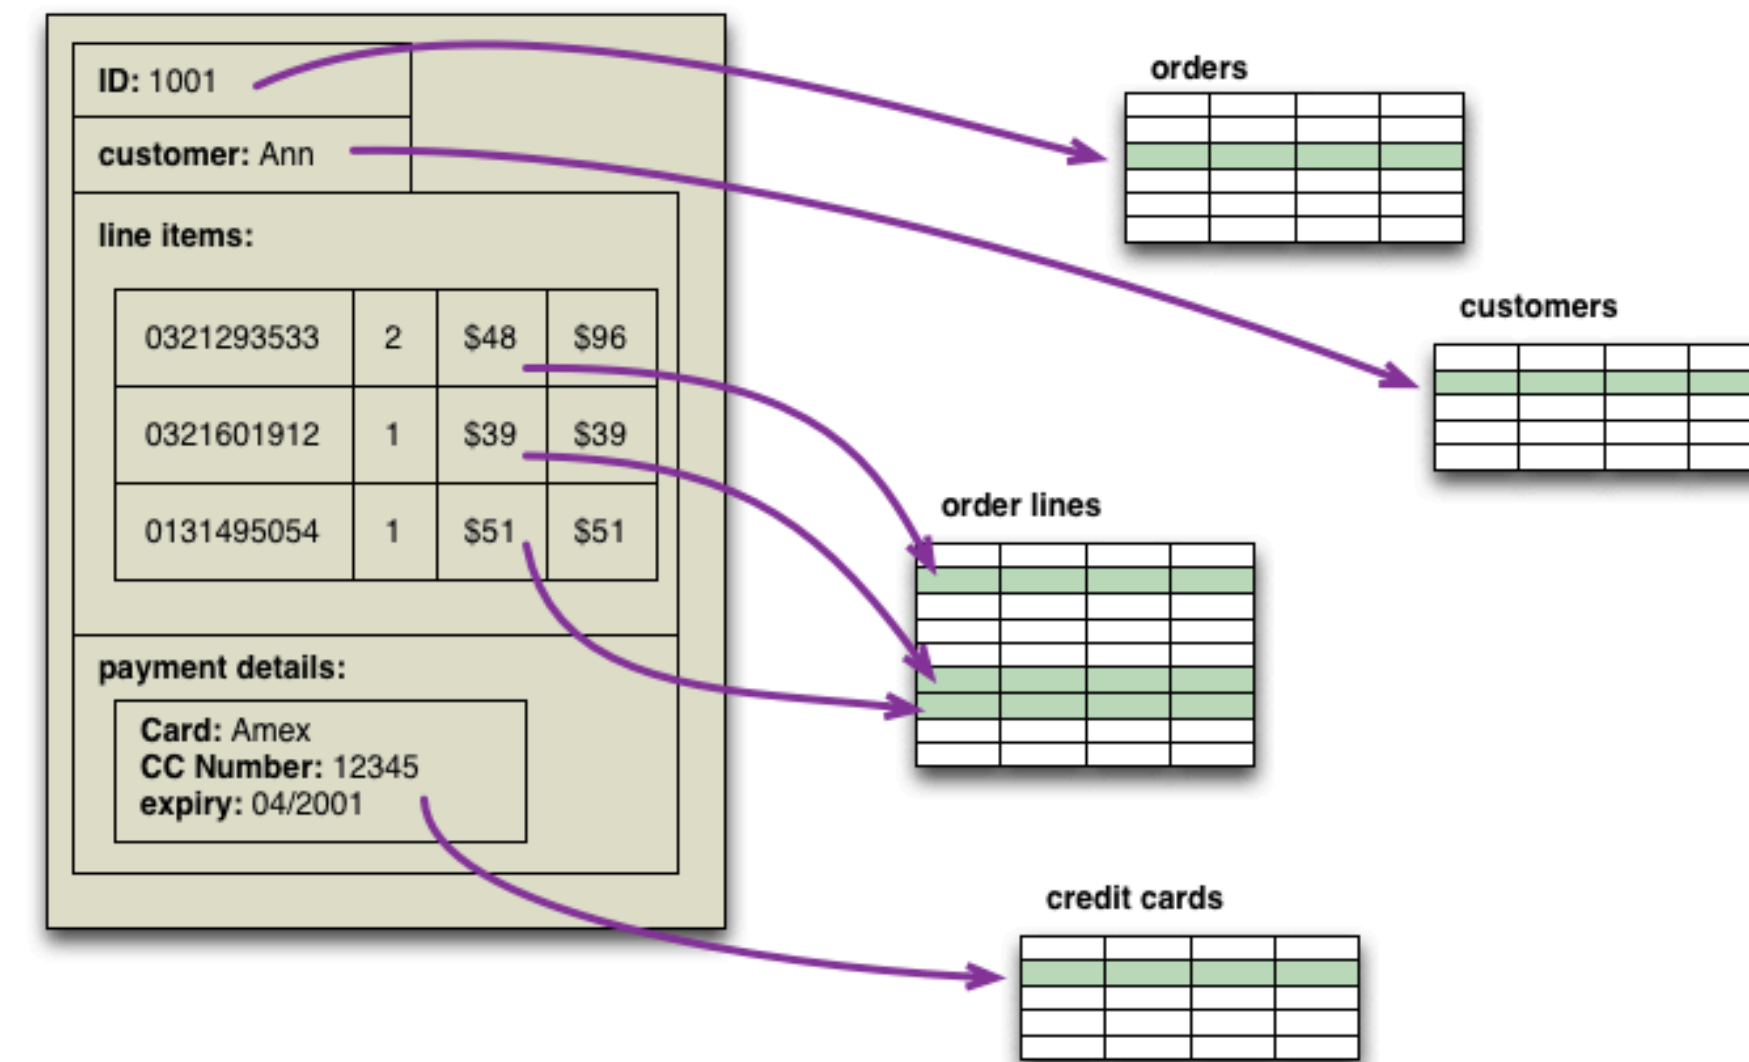 ID: 1001
customer: Ann
line items:
0321293533 2 $48 $96
0321601912 1 $39 $39
0131495054 1 $51 $51
payment details:
Card: Amex
CC Number: 12345
expiry: 04/2001
orders
customers
order lines
credit cards